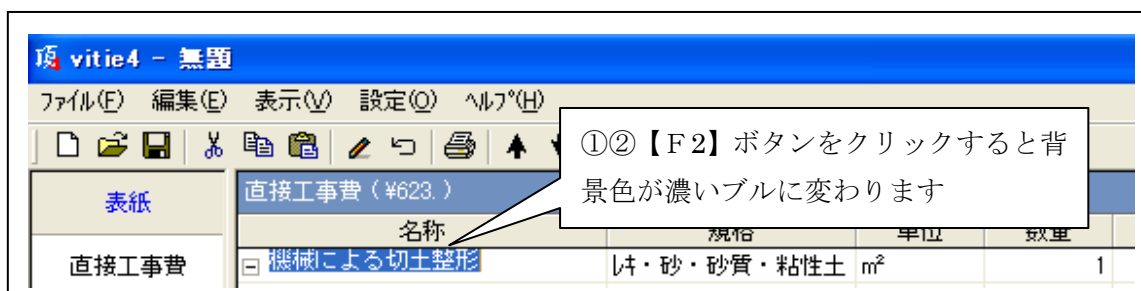 頂 vitie4 - 無題
ﾌｧｲﾙ(F) 編集(E) 表示(V) 設定(O) ﾍﾙﾌﾟ(H)
①②【Ｆ2】ボタンをクリックすると背
景色が濃いブルに変わります
表紙
直接工事費（¥623.）
名称 規格 単位 数量
直接工事費
機械による切土整形 ﾚｷ・砂・砂質・粘性土 ㎡ 1